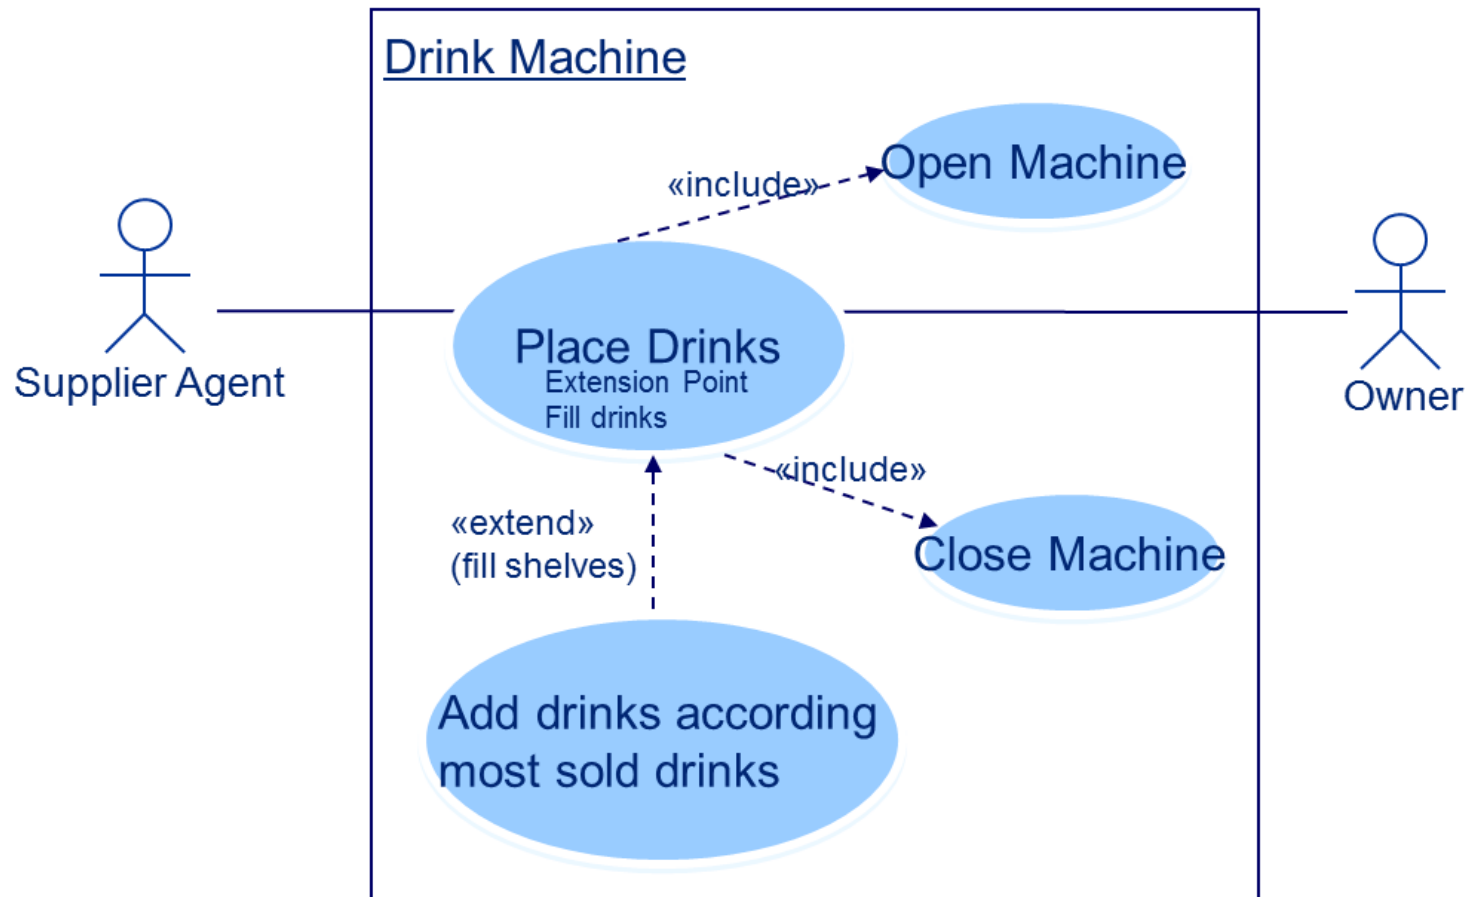 Drink Machine
Open Machine
«include»
Place Drinks
Extension Point
Fill drinks
Supplier Agent
Owner
«include»
«extend»
(fill shelves)
Close Machine
Add drinks according
most sold drinks